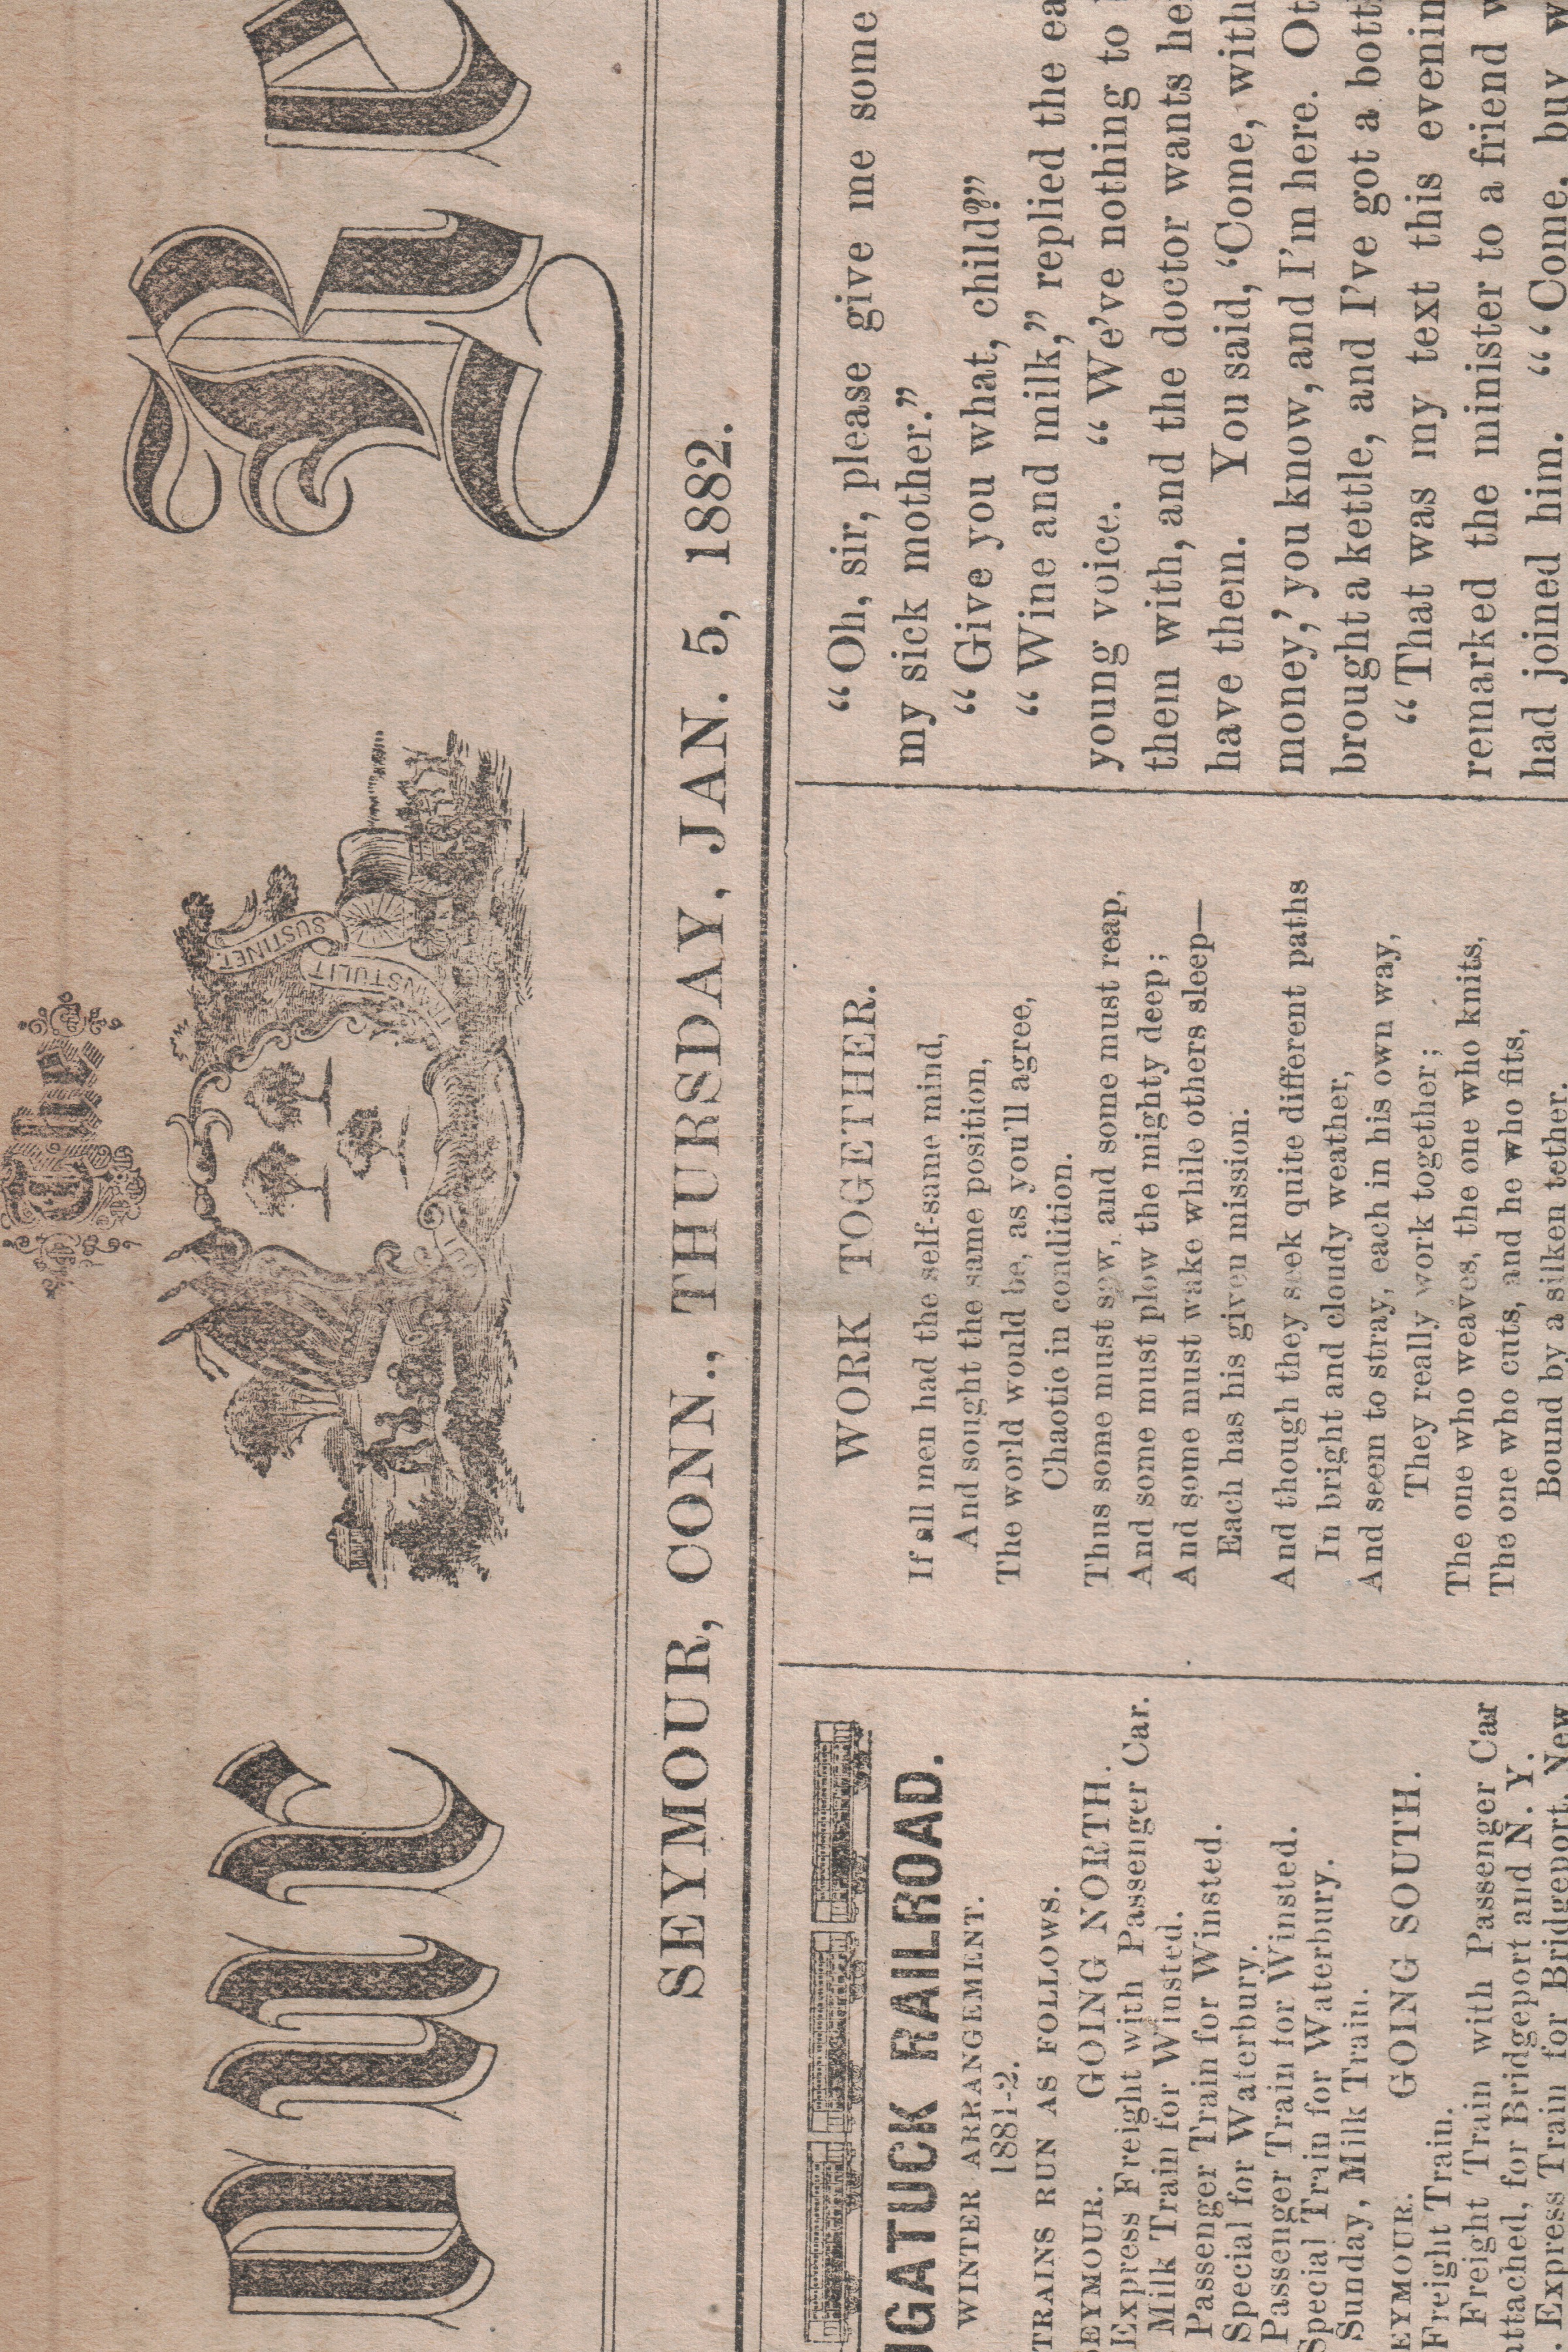 our Re
QUI TRANSTULIT SUSTINET.
SEYMOUR, CONN., THURSDAY, JAN. 5, 1882.
UGATUCK RAILROAD.
WINTER ARRANGEMENT.
1881-2.
TRAINS RUN AS FOLLOWS.
EYMOUR. GOING NORTH.
Express Freight with Passenger Car.
Milk Train for Winsted.
Passenger Train for Winsted.
Special for Waterbury.
Passenger Train for Winsted.
Special Train for Waterbury.
Sunday, Milk Train.
EYMOUR. GOING SOUTH.
Freight Train.
Freight Train with Passenger Car
ttached, for Bridgeport and N. Y.
Express Train for Bridgeport, New
WORK TOGETHER.
If all men had the self-same mind,
And sought the same position,
The world would be, as you'll agree,
Chaotic in condition.
Thus some must sow, and some must reap,
And some must plow the mighty deep;
And some must wake while others sleep—
Each has his given mission.
And though they seek quite different paths
In bright and cloudy weather,
And seem to stray, each in his own way,
They really work together;
The one who weaves, the one who knits,
The one who cuts, and he who fits,
Bound by a silken tether.
“Oh, sir, please give me some
my sick mother.”
“Give you what, child?”
“Wine and milk,” replied the ea
young voice. “We've nothing to
them with, and the doctor wants he
have them. You said, ‘Come, with
money,’ you know, and I'm here. Ot
brought a kettle, and I've got a bott
“That was my text this evenin
remarked the minister to a friend w
had joined him. “‘Come, buy w